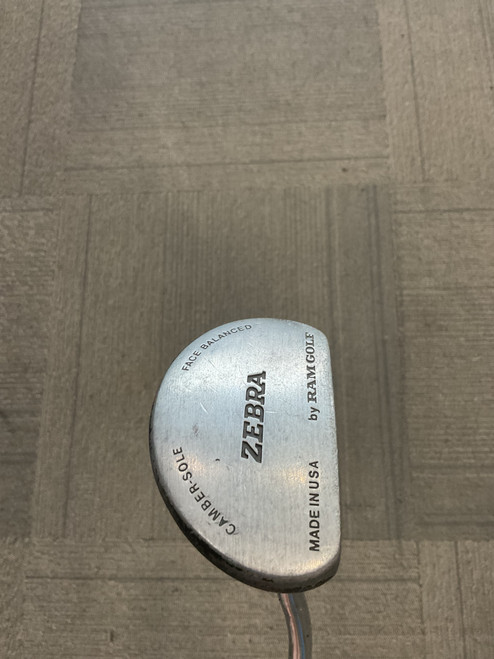 FACE BALANCED
CAMBER-SOLE
ZEBRA
by RAM GOLF
MADE IN USA